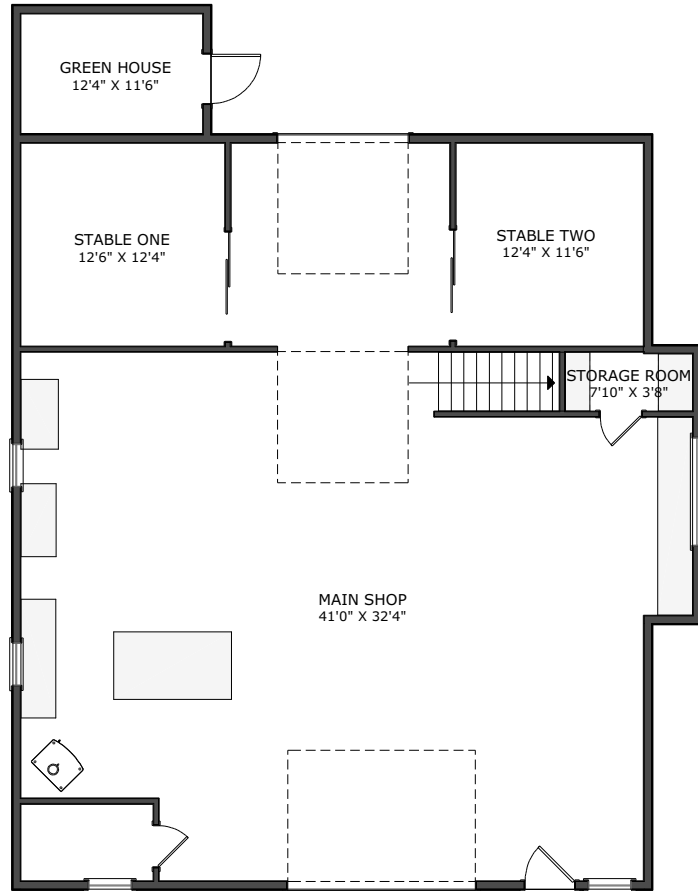 GREEN HOUSE
12'4" X 11'6"
STABLE ONE
12'6" X 12'4"
STABLE TWO
12'4" X 11'6"
STORAGE ROOM
7'10" X 3'8"
MAIN SHOP
41'0" X 32'4"